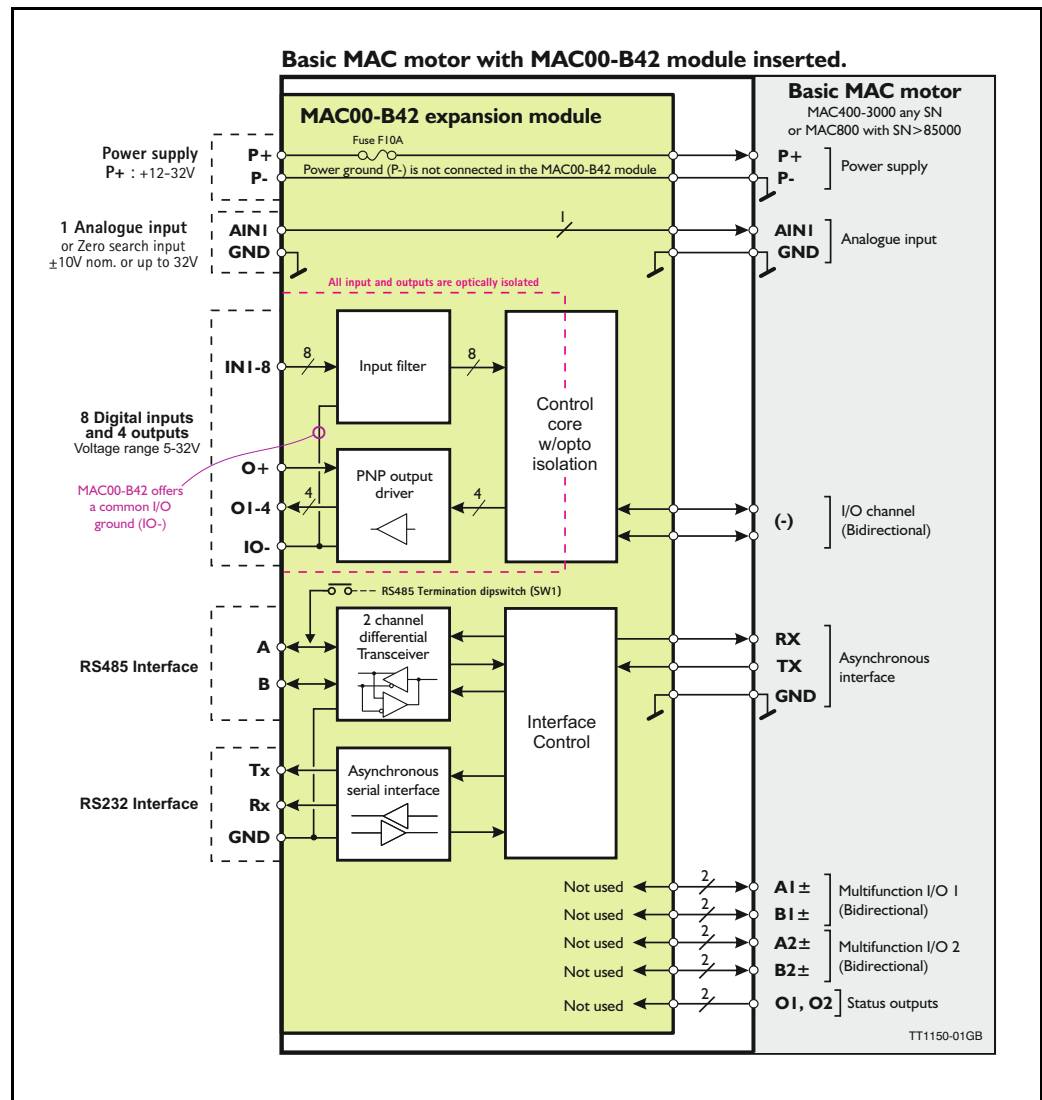 Basic MAC motor with MAC00-B42 module inserted.
Basic MAC motor
MAC400-3000 any SN
or MAC800 with SN>85000
MAC00-B42 expansion module
Power supply
P+ : +12-32V
P+
P-
Fuse F10A
Power ground (P-) is not connected in the MAC00-B42 module
P+
P-
Power supply
1 Analogue input
or Zero search input
±10V nom. or up to 32V
AIN1
GND
1
AIN1
GND
Analogue input
All input and outputs are optically isolated
8 Digital inputs
and 4 outputs
Voltage range 5-32V
IN1-8
8
Input filter
8
Control
core
w/opto
isolation
MAC00-B42 offers
a common I/O
ground (IO-)
O+
O1-4
IO-
4
PNP output
driver
4
(-)
I/O channel
(Bidirectional)
RS485 Termination dipswitch (SW1)
RS485 Interface
A
B
2 channel
differential
Transceiver
Interface
Control
RX
TX
GND
Asynchronous
interface
RS232 Interface
Tx
Rx
GND
Asynchronous
serial interface
Not used
2
A1±
Not used
2
B1±
Multifunction I/O 1
(Bidirectional)
Not used
2
A2±
Not used
2
B2±
Multifunction I/O 2
(Bidirectional)
Not used
2
O1, O2
Status outputs
TT1150-01GB